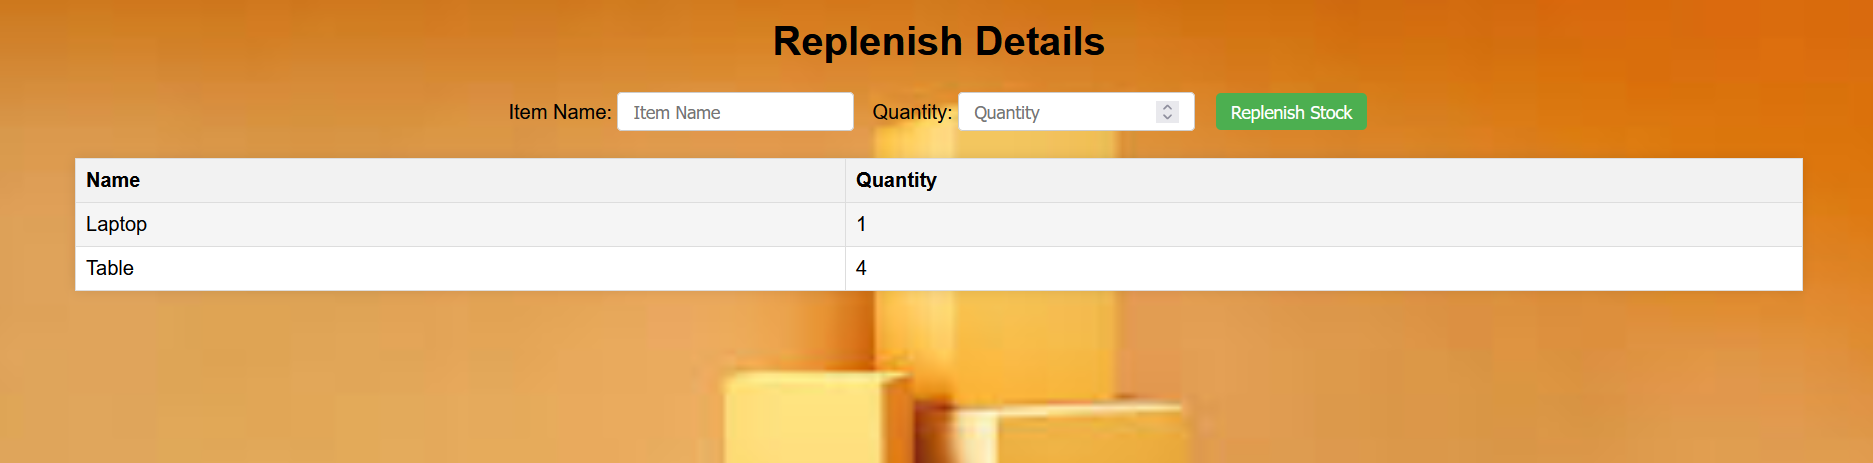 Replenish Details
Item Name: Item Name Quantity: Quantity Replenish Stock
Name Quantity
Laptop 1
Table 4